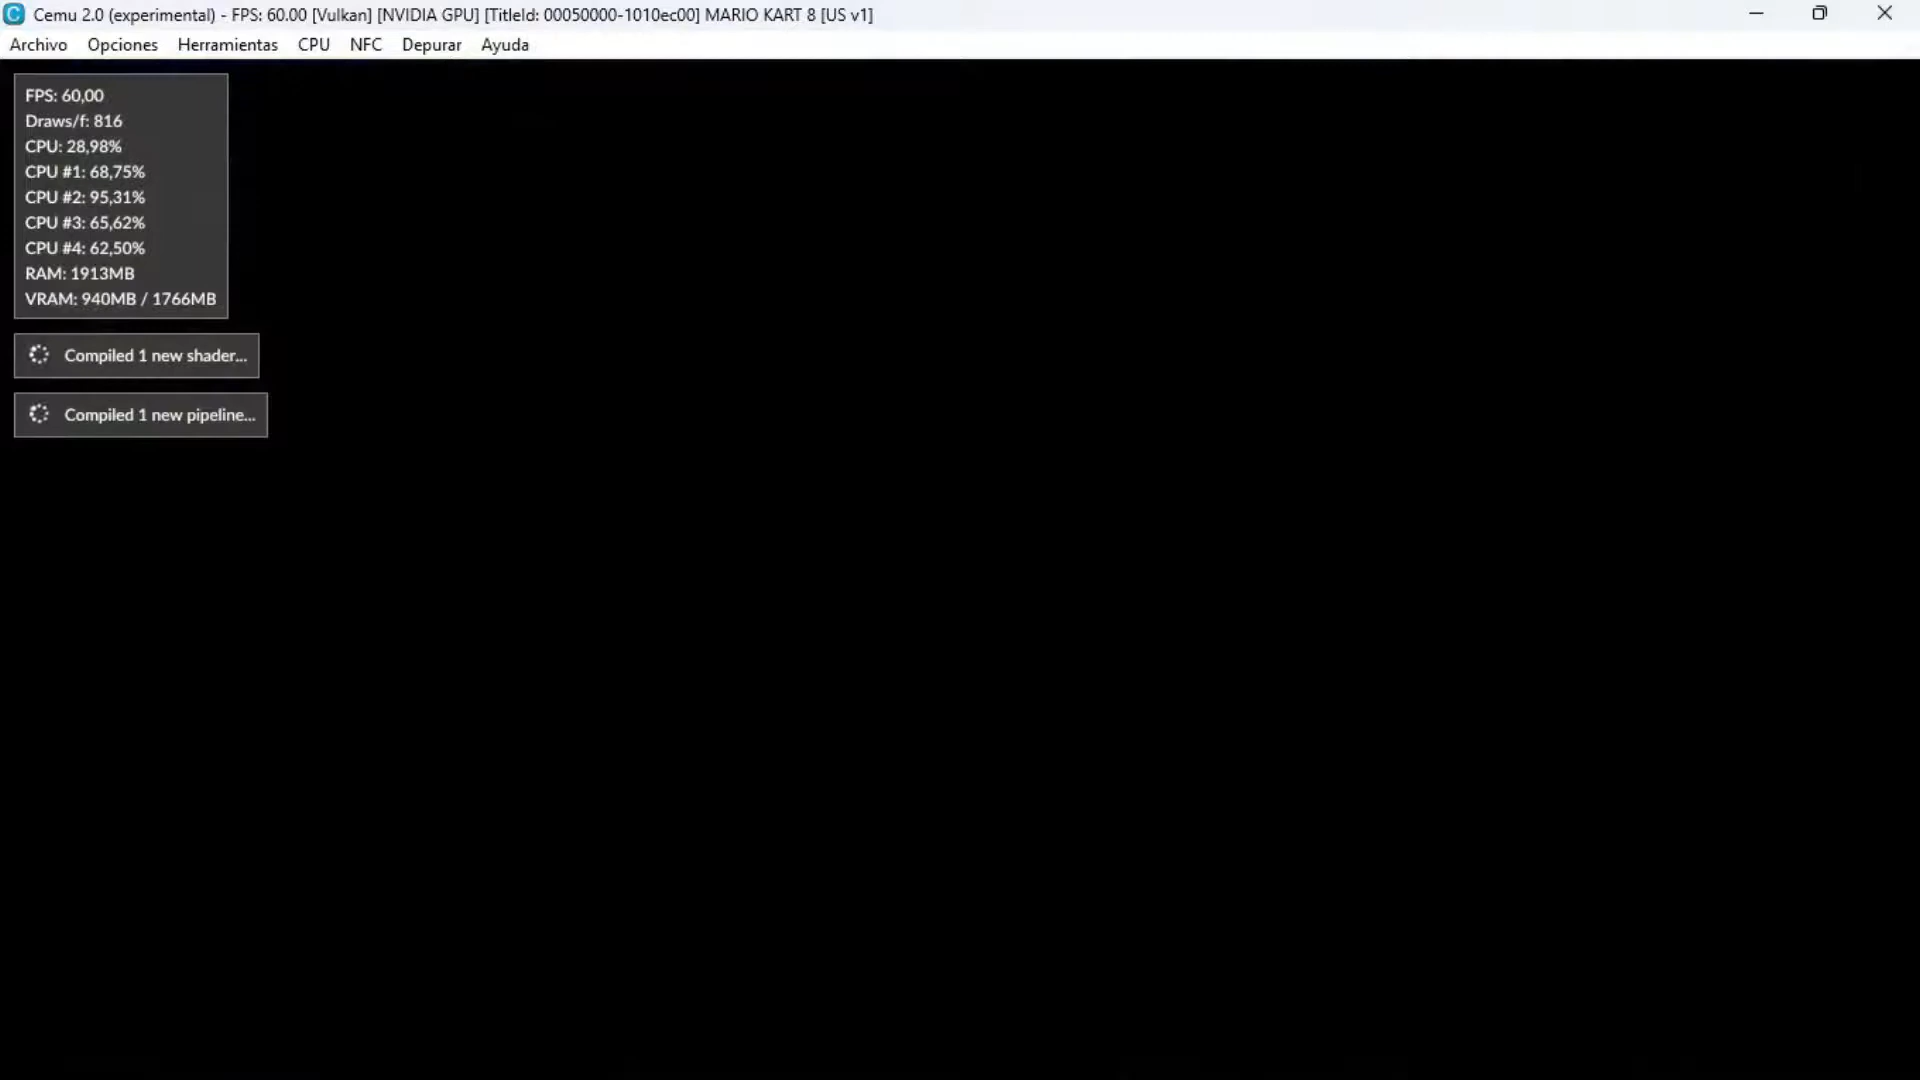 Cemu 2.0 (experimental) - FPS: 60.00 [Vulkan] [NVIDIA GPU] [TitleId: 00050000-1010ec00] MARIO KART 8 [US v1]
Archivo Opciones Herramientas CPU NFC Depurar Ayuda
FPS: 60,00
Draws/f: 816
CPU: 28,98%
CPU #1: 68,75%
CPU #2: 95,31%
CPU #3: 65,62%
CPU #4: 62,50%
RAM: 1913MB
VRAM: 940MB / 1766MB
Compiled 1 new shader...
Compiled 1 new pipeline...